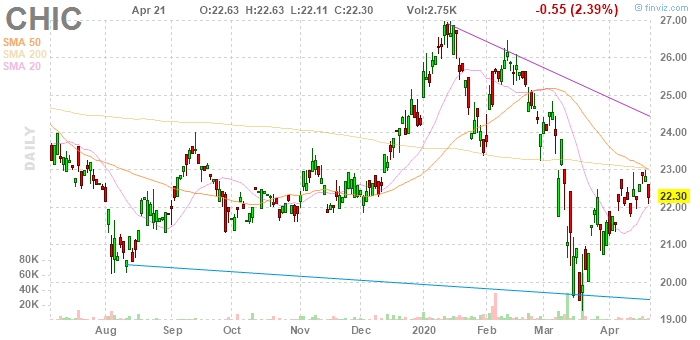 CHIC Apr 21 O:22.63 H:22.63 L:22.11 C:22.30 Vol:2.75K -0.55 (2.39%)
© finviz.com
SMA 50
SMA 200
SMA 20
DAILY
27.00
26.00
25.00
24.00
23.00
22.30
22.00
21.00
20.00
19.00
80K
60K
40K
20K
Aug Sep Oct Nov Dec 2020 Feb Mar Apr